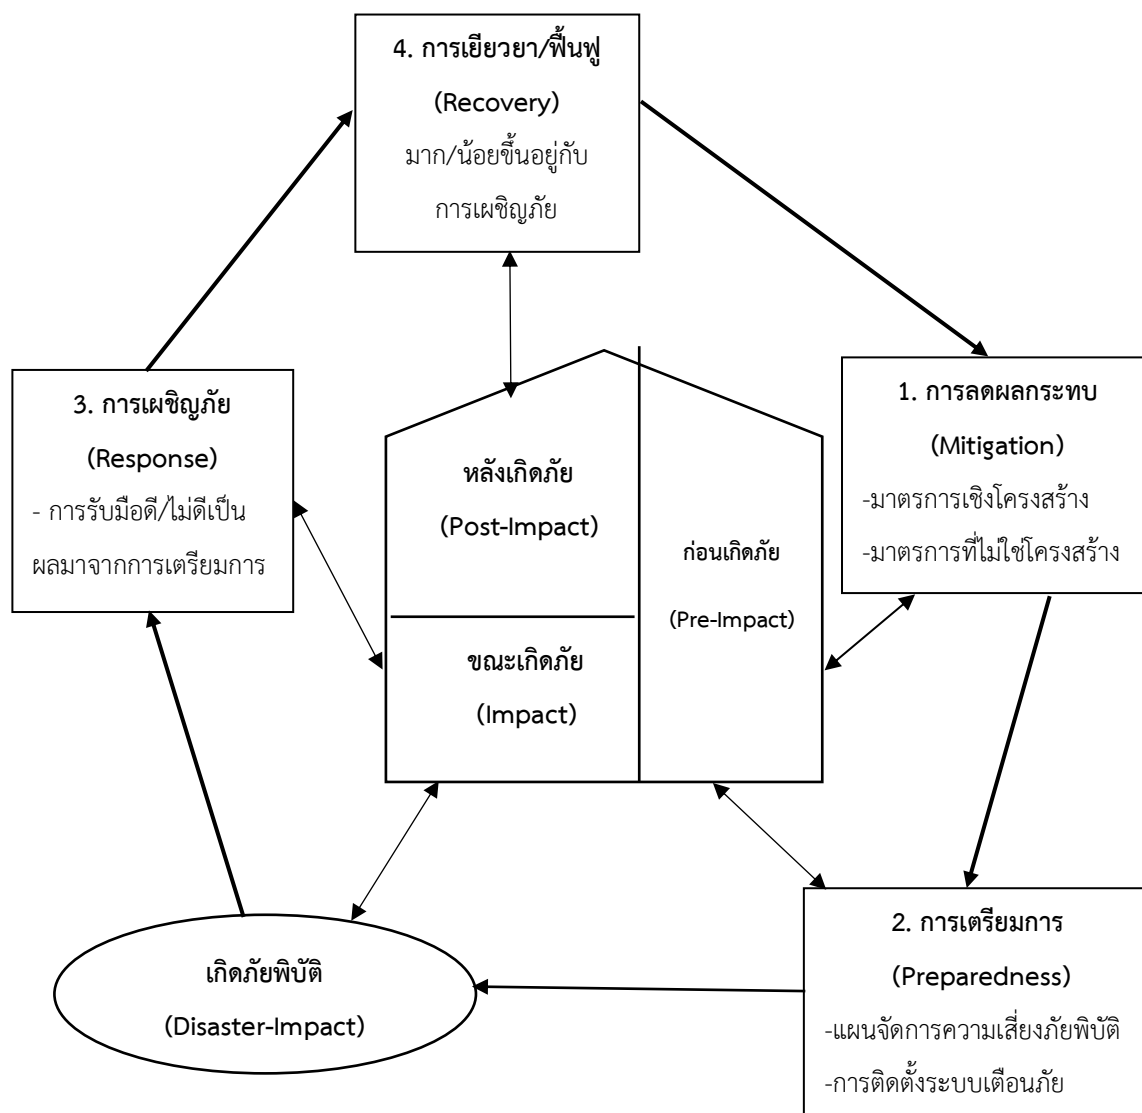 4. การเยียวยา/ฟื้นฟู
(Recovery)
มาก/น้อยขึ้นอยู่กับ
การเผชิญภัย
3. การเผชิญภัย
(Response)
- การรับมือดี/ไม่ดีเป็น
ผลมาจากการเตรียมการ
หลังเกิดภัย
(Post-Impact)
ขณะเกิดภัย
(Impact)
ก่อนเกิดภัย
(Pre-Impact)
1. การลดผลกระทบ
(Mitigation)
-มาตรการเชิงโครงสร้าง
-มาตรการที่ไม่ใช่โครงสร้าง
เกิดภัยพิบัติ
(Disaster-Impact)
2. การเตรียมการ
(Preparedness)
-แผนจัดการความเสี่ยงภัยพิบัติ
-การติดตั้งระบบเตือนภัย